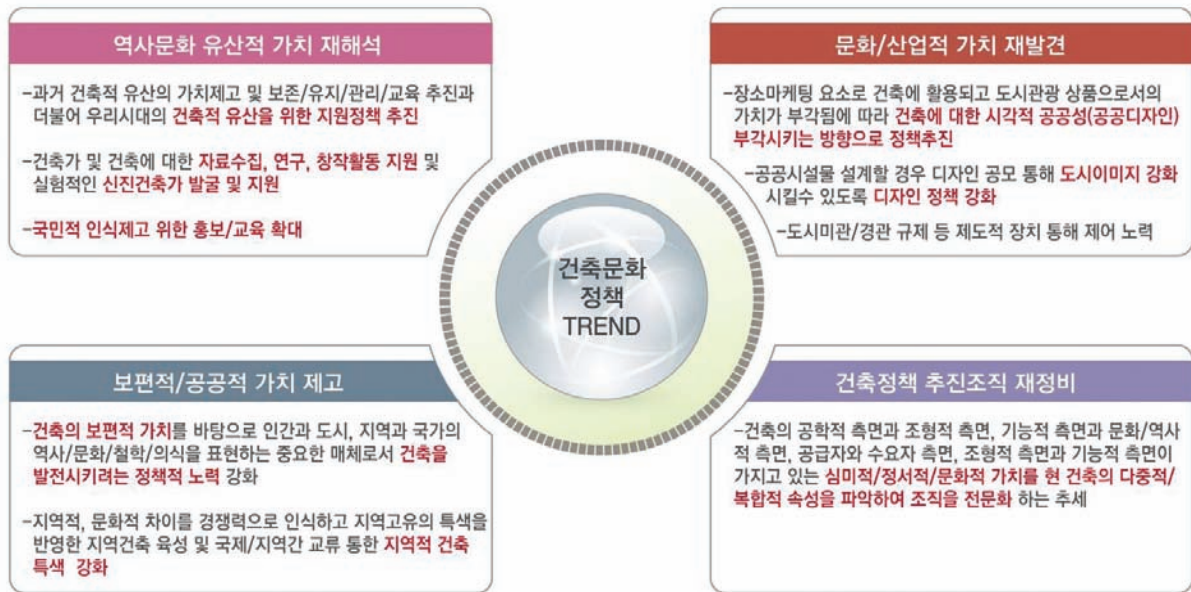 역사문화 유산적 가치 재해석
-과거 건축적 유산의 가치제고 및 보존/유지/관리/교육 추진과
더불어 우리시대의 건축적 유산을 위한 지원정책 추진
-건축가 및 건축에 대한 자료수집, 연구, 창작활동 지원 및
실험적인 신진건축가 발굴 및 지원
-국민적 인식제고 위한 홍보/교육 확대
문화/산업적 가치 재발견
-장소마케팅 요소로 건축에 활용되고 도시관광 상품으로서의
가치가 부각됨에 따라 건축에 대한 시각적 공공성(공공디자인)
부각시키는 방향으로 정책추진
-공공시설물 설계할 경우 디자인 공모 통해 도시이미지 강화
시킬수 있도록 디자인 정책 강화
-도시미관/경관 규제 등 제도적 장치 통해 제어 노력
건축문화
정책
TREND
보편적/공공적 가치 제고
-건축의 보편적 가치를 바탕으로 인간과 도시, 지역과 국가의
역사/문화/철학/의식을 표현하는 중요한 매체로서 건축을
발전시키려는 정책적 노력 강화
-지역적, 문화적 차이를 경쟁력으로 인식하고 지역고유의 특색을
반영한 지역건축 육성 및 국제/지역간 교류 통한 지역적 건축
특색 강화
건축정책 추진조직 재정비
-건축의 공학적 측면과 조형적 측면, 기능적 측면과 문화/역사
적 측면, 공급자와 수요자 측면, 조형적 측면과 기능적 측면이
가지고 있는 심미적/정서적/문화적 가치를 현 건축의 다중적/
복합적 속성을 파악하여 조직을 전문화 하는 추세